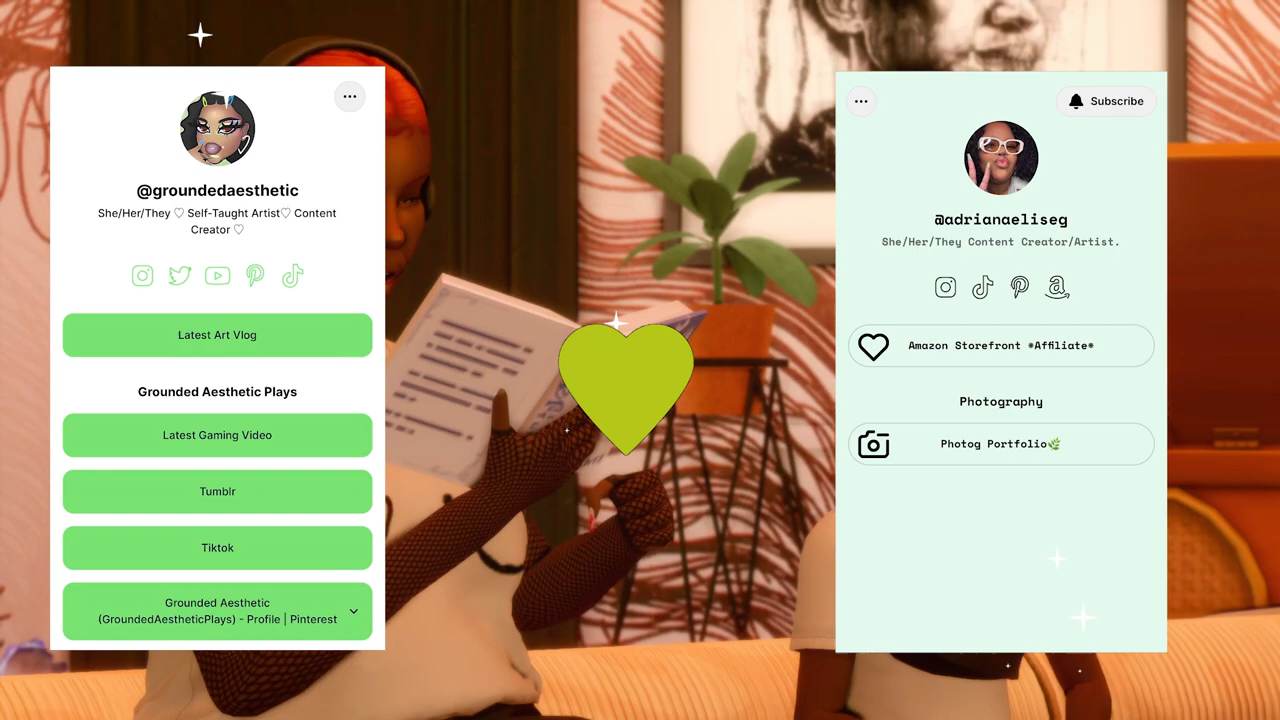 @groundedaesthetic
She/Her/They ♡ Self-Taught Artist♡ Content
Creator ♡
Latest Art Vlog
Grounded Aesthetic Plays
Latest Gaming Video
Tumblr
Tiktok
Grounded Aesthetic
(GroundedAestheticPlays) - Profile | Pinterest
Subscribe
@adrianaeliseg
She/Her/They Content Creator/Artist.
Amazon Storefront *Affiliate*
Photography
Photog Portfolio🌿